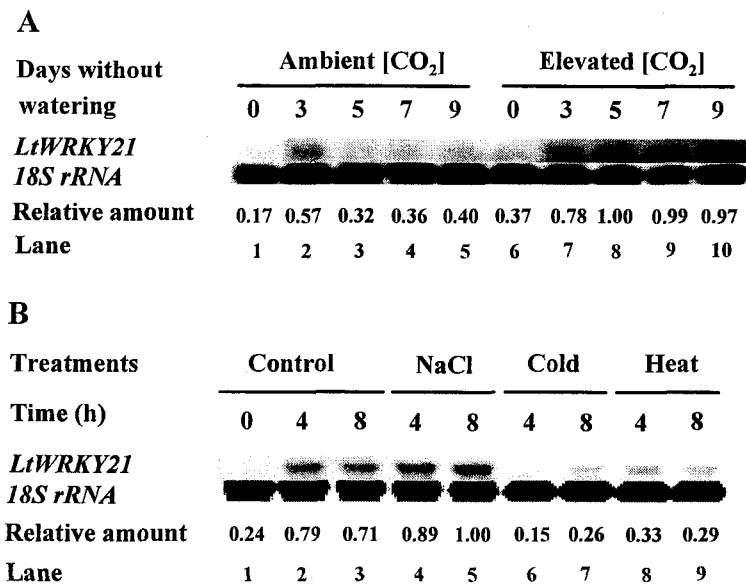 A
Days without watering
Ambient [CO₂] Elevated [CO₂]
0 3 5 7 9 0 3 5 7 9
LtWRKY21
18S rRNA
Relative amount 0.17 0.57 0.32 0.36 0.40 0.37 0.78 1.00 0.99 0.97
Lane 1 2 3 4 5 6 7 8 9 10
B
Treatments Control NaCl Cold Heat
Time (h) 0 4 8 4 8 4 8 4 8
LtWRKY21
18S rRNA
Relative amount 0.24 0.79 0.71 0.89 1.00 0.15 0.26 0.33 0.29
Lane 1 2 3 4 5 6 7 8 9